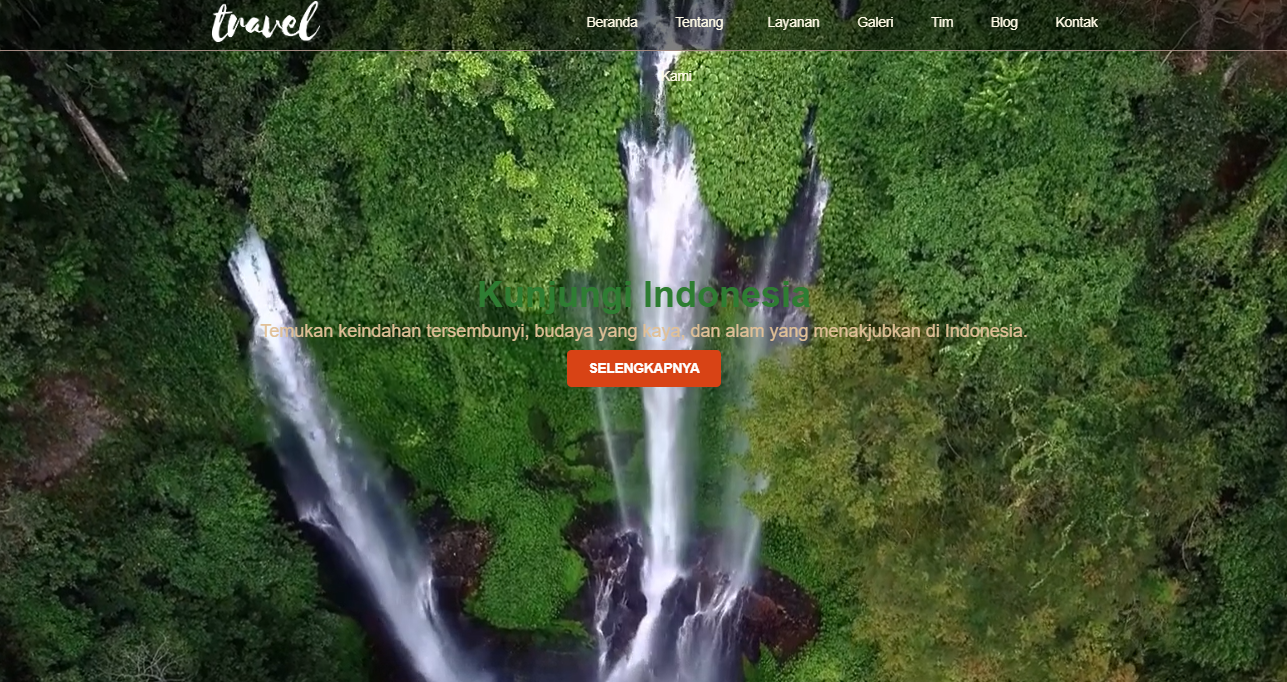 travel
Beranda Tentang Layanan Galeri Tim Blog Kontak
Kami
Kunjungi Indonesia
Temukan keindahan tersembunyi, budaya yang kaya, dan alam yang menakjubkan di Indonesia.
SELENGKAPNYA